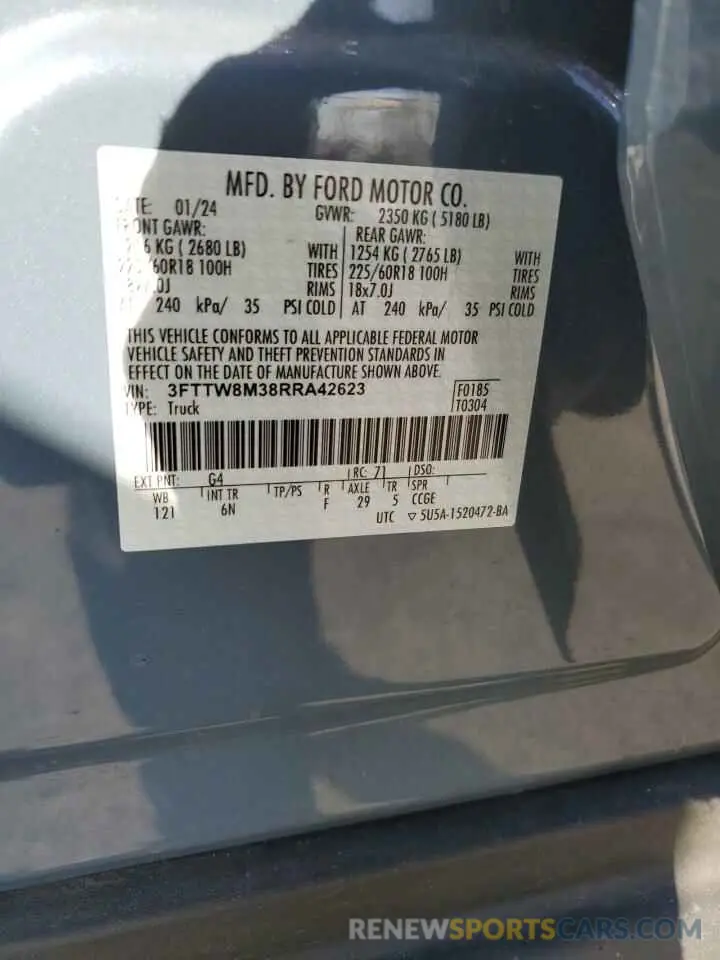 MFD. BY FORD MOTOR CO.
01/24 GVWR: 2350 KG ( 5180 LB)
GAWR: REAR GAWR:
KG ( 2680 LB) WITH 1254 KG ( 2765 LB) WITH
100H TIRES 225/60R18 100H TIRES
RIMS 18x7.0J RIMS
AT 240 kPa/ 35 PSI COLD AT 240 kPa/ 35 PSI COLD
THIS VEHICLE CONFORMS TO ALL APPLICABLE FEDERAL MOTOR
VEHICLE SAFETY AND THEFT PREVENTION STANDARDS IN
EFFECT ON THE DATE OF MANUFACTURE SHOWN ABOVE.
VIN: 3FTTW8M38RRA42623 F0185
TYPE: Truck T0304
EXT PNT: G4 RC: 71 DSO:
WB INT TR TP/PS R AXLE TR SPR
121 6N F 29 5 CCGE
UTC ▽ 5U5A-1520472-BA
RENEWSPORTSCARS.COM